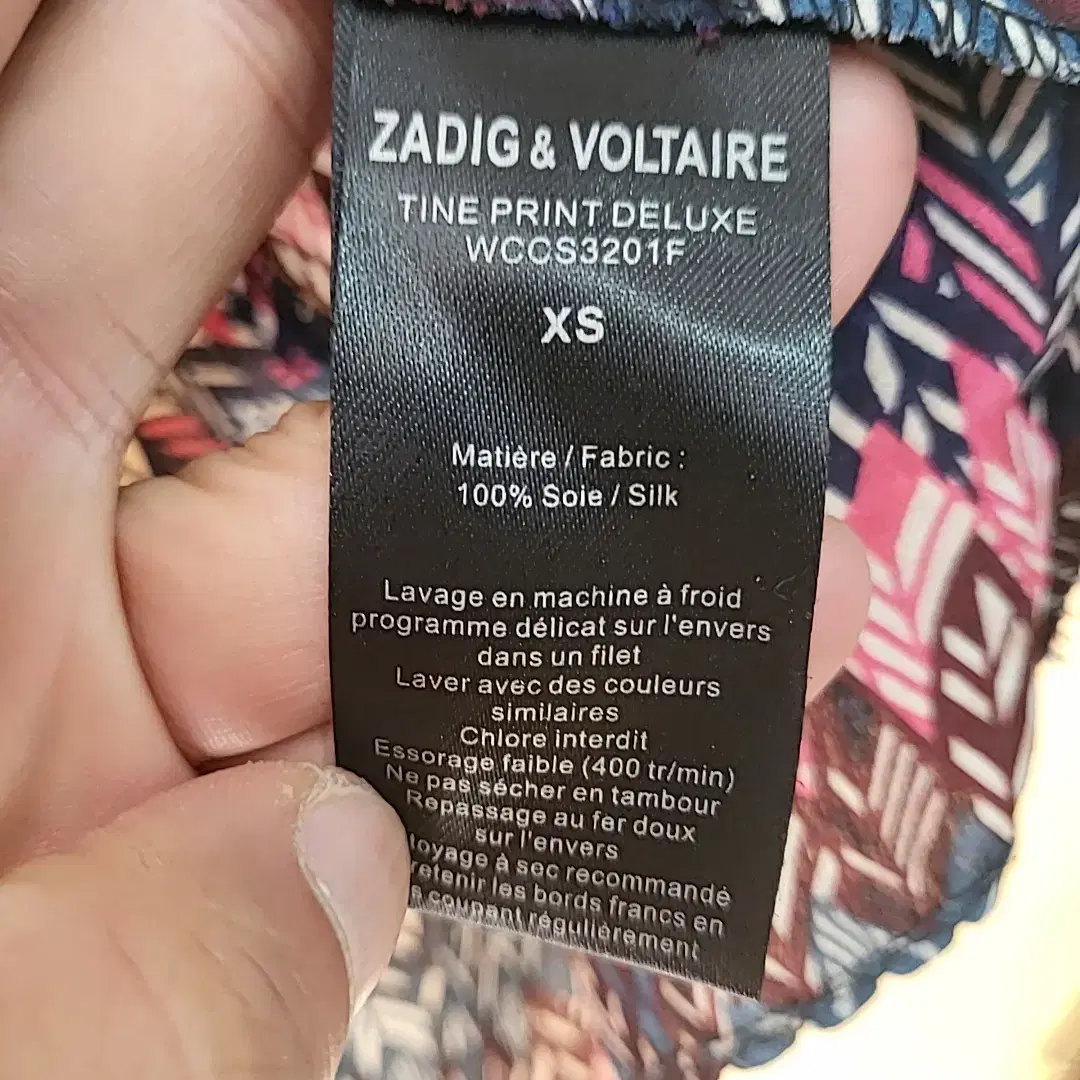 ZADIG & VOLTAIRE
TINE PRINT DELUXE
WCCS3201F
XS
Matière / Fabric :
100% Soie / Silk
Lavage en machine à froid
programme délicat sur l'envers
dans un filet
Laver avec des couleurs
similaires
Chlore interdit
Essorage faible (400 tr/min)
Ne pas sécher en tambour
Repassage au fer doux
sur l'envers
à sec recommandé
les bords francs en
coupant régulièrement